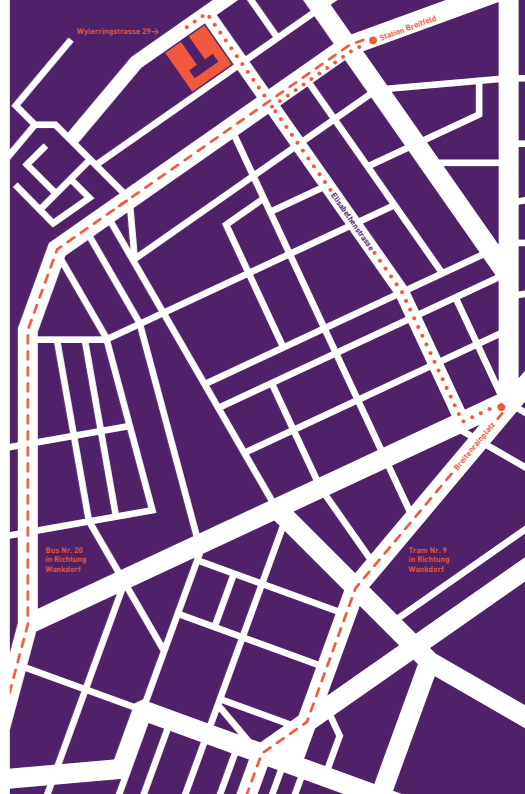 Wylerringstrasse 29→
Station Breitfeld
Elisabethenstrasse
Breitenrainplatz
Bus Nr. 20
in Richtung
Wankdorf
Tram Nr. 9
in Richtung
Wankdorf